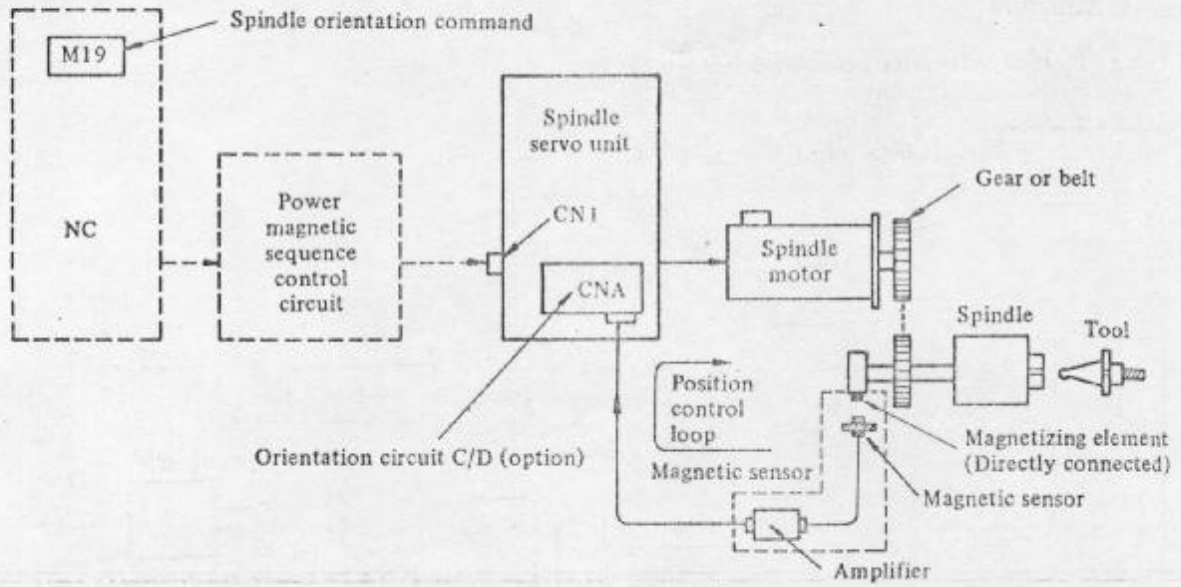 Spindle orientation command
M19
Spindle
servo unit
Gear or belt
Power
magnetic
sequence
control
circuit
NC
CN1
Spindle
motor
CNA
Spindle
Tool
Position
control
loop
Magnetizing element
(Directly connected)
Orientation circuit C/D (option)
Magnetic sensor
Magnetic sensor
Amplifier